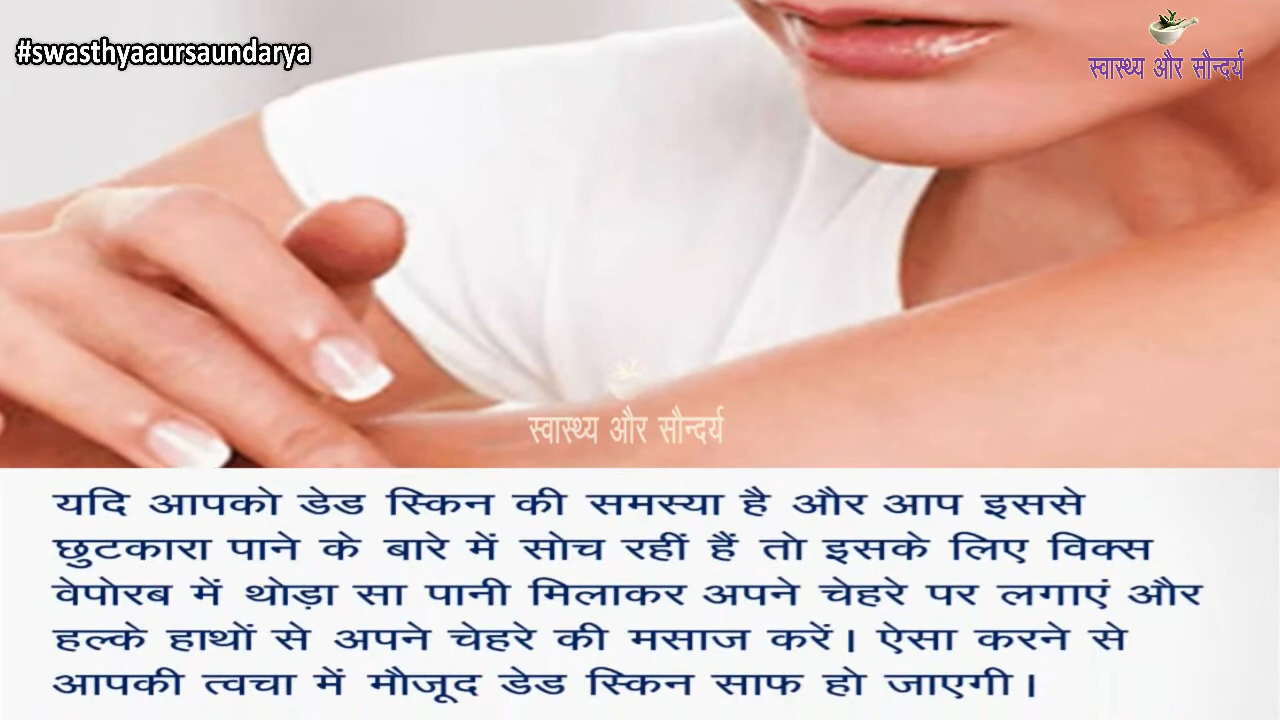 #swasthyaaursaundarya
स्वास्थ्य और सौन्दर्य
स्वास्थ्य और सौन्दर्य
यदि आपको डेड स्किन की समस्या है और आप इससे
छुटकारा पाने के बारे में सोच रहीं हैं तो इसके लिए विक्स
वेपोरब में थोड़ा सा पानी मिलाकर अपने चेहरे पर लगाएं और
हल्के हाथों से अपने चेहरे की मसाज करें। ऐसा करने से
आपकी त्वचा में मौजूद डेड स्किन साफ हो जाएगी।